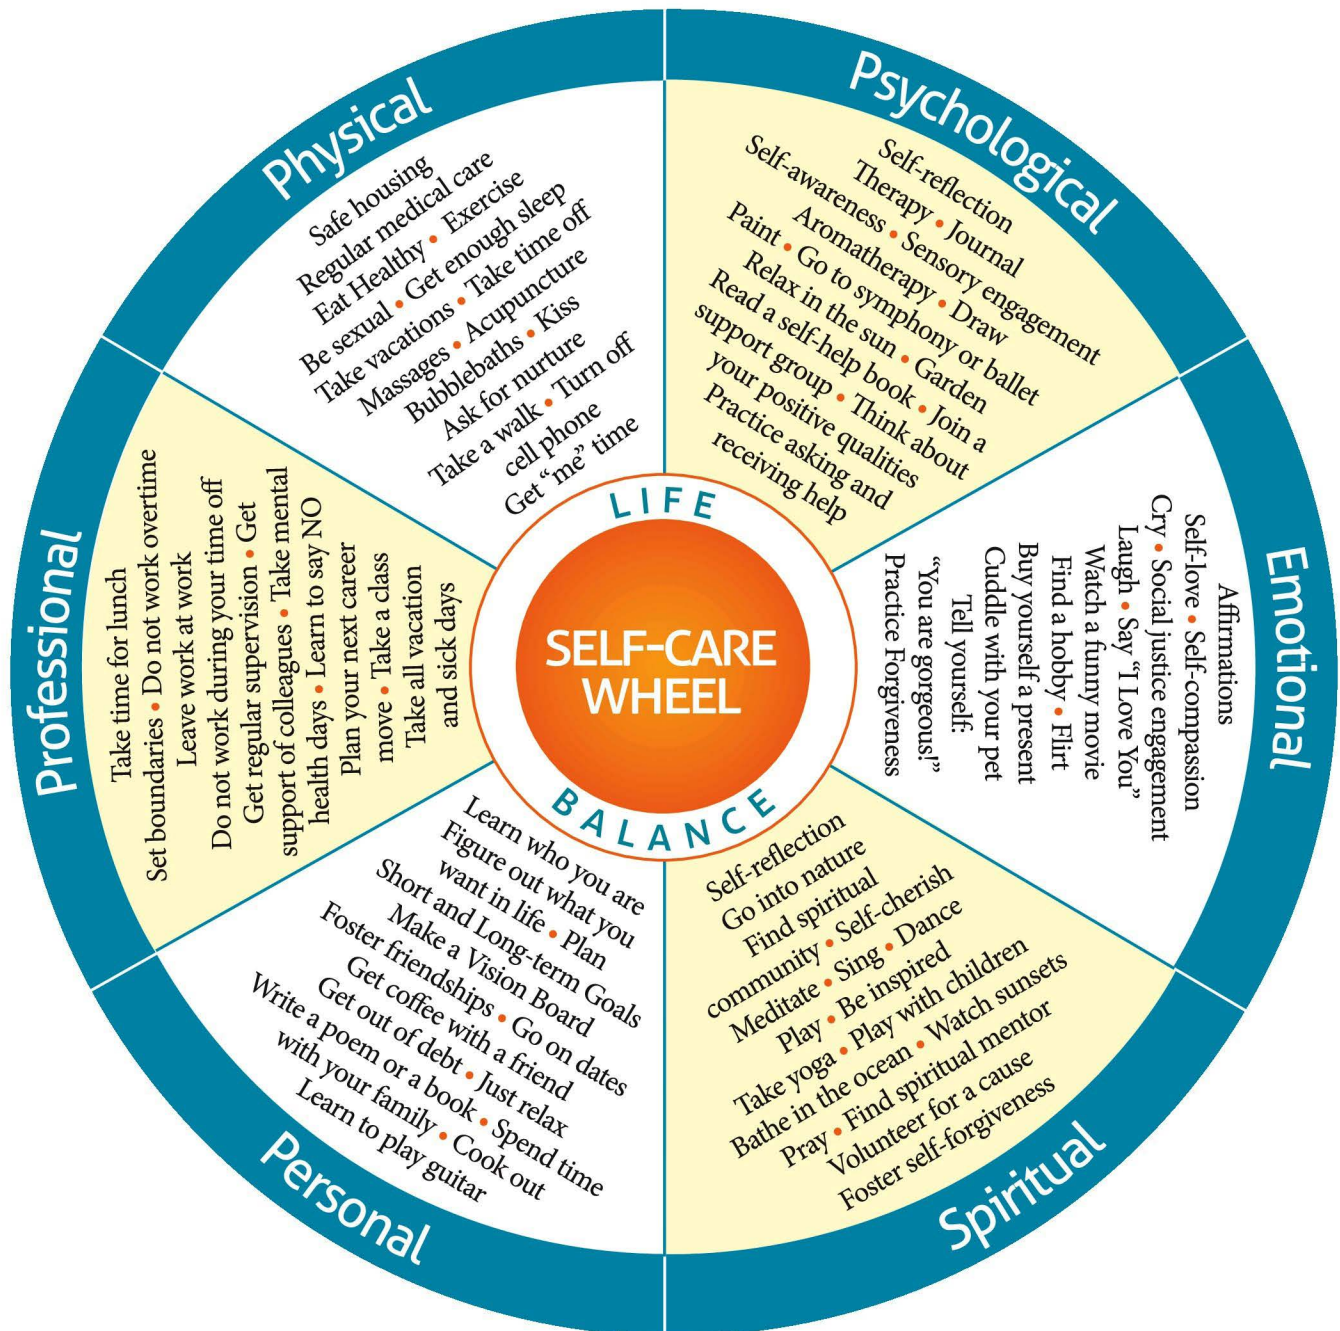 Physical
Safe housing
Regular medical care
Eat Healthy • Exercise
Be sexual • Get enough sleep
Take vacations • Take time off
Massages • Acupuncture
Bubblebaths • Kiss
Ask for nurture
Take a walk • Turn off
cell phone
Get “me” time
Psychological
Self-reflection
Therapy • Journal
Self-awareness • Sensory engagement
Aromatherapy • Draw
Paint • Go to symphony or ballet
Relax in the sun • Garden
Read a self-help book • Join a
support group • Think about
your positive qualities
Practice asking and
receiving help
Emotional
Affirmations
Self-love • Self-compassion
Cry • Social justice engagement
Laugh • Say “I Love You”
Watch a funny movie
Find a hobby • Flirt
Buy yourself a present
Cuddle with your pet
Tell yourself:
“You are gorgeous!”
Practice Forgiveness
Spiritual
Self-reflection
Go into nature
Find spiritual
community • Self-cherish
Meditate • Sing • Dance
Play • Be inspired
Take yoga • Play with children
Bathe in the ocean • Watch sunsets
Pray • Find spiritual mentor
Volunteer for a cause
Foster self-forgiveness
Personal
Learn who you are
Figure out what you
want in life • Plan
Short and Long-term Goals
Make a Vision Board
Foster friendships • Go on dates
Get coffee with a friend
Get out of debt • Just relax
Write a poem or a book • Spend time
with your family • Cook out
Learn to play guitar
Professional
Take time for lunch
Set boundaries • Do not work overtime
Leave work at work
Do not work during your time off
Get regular supervision • Get
support of colleagues • Take mental
health days • Learn to say NO
Plan your next career
move • Take a class
Take all vacation
and sick days
LIFE
SELF-CARE
WHEEL
BALANCE